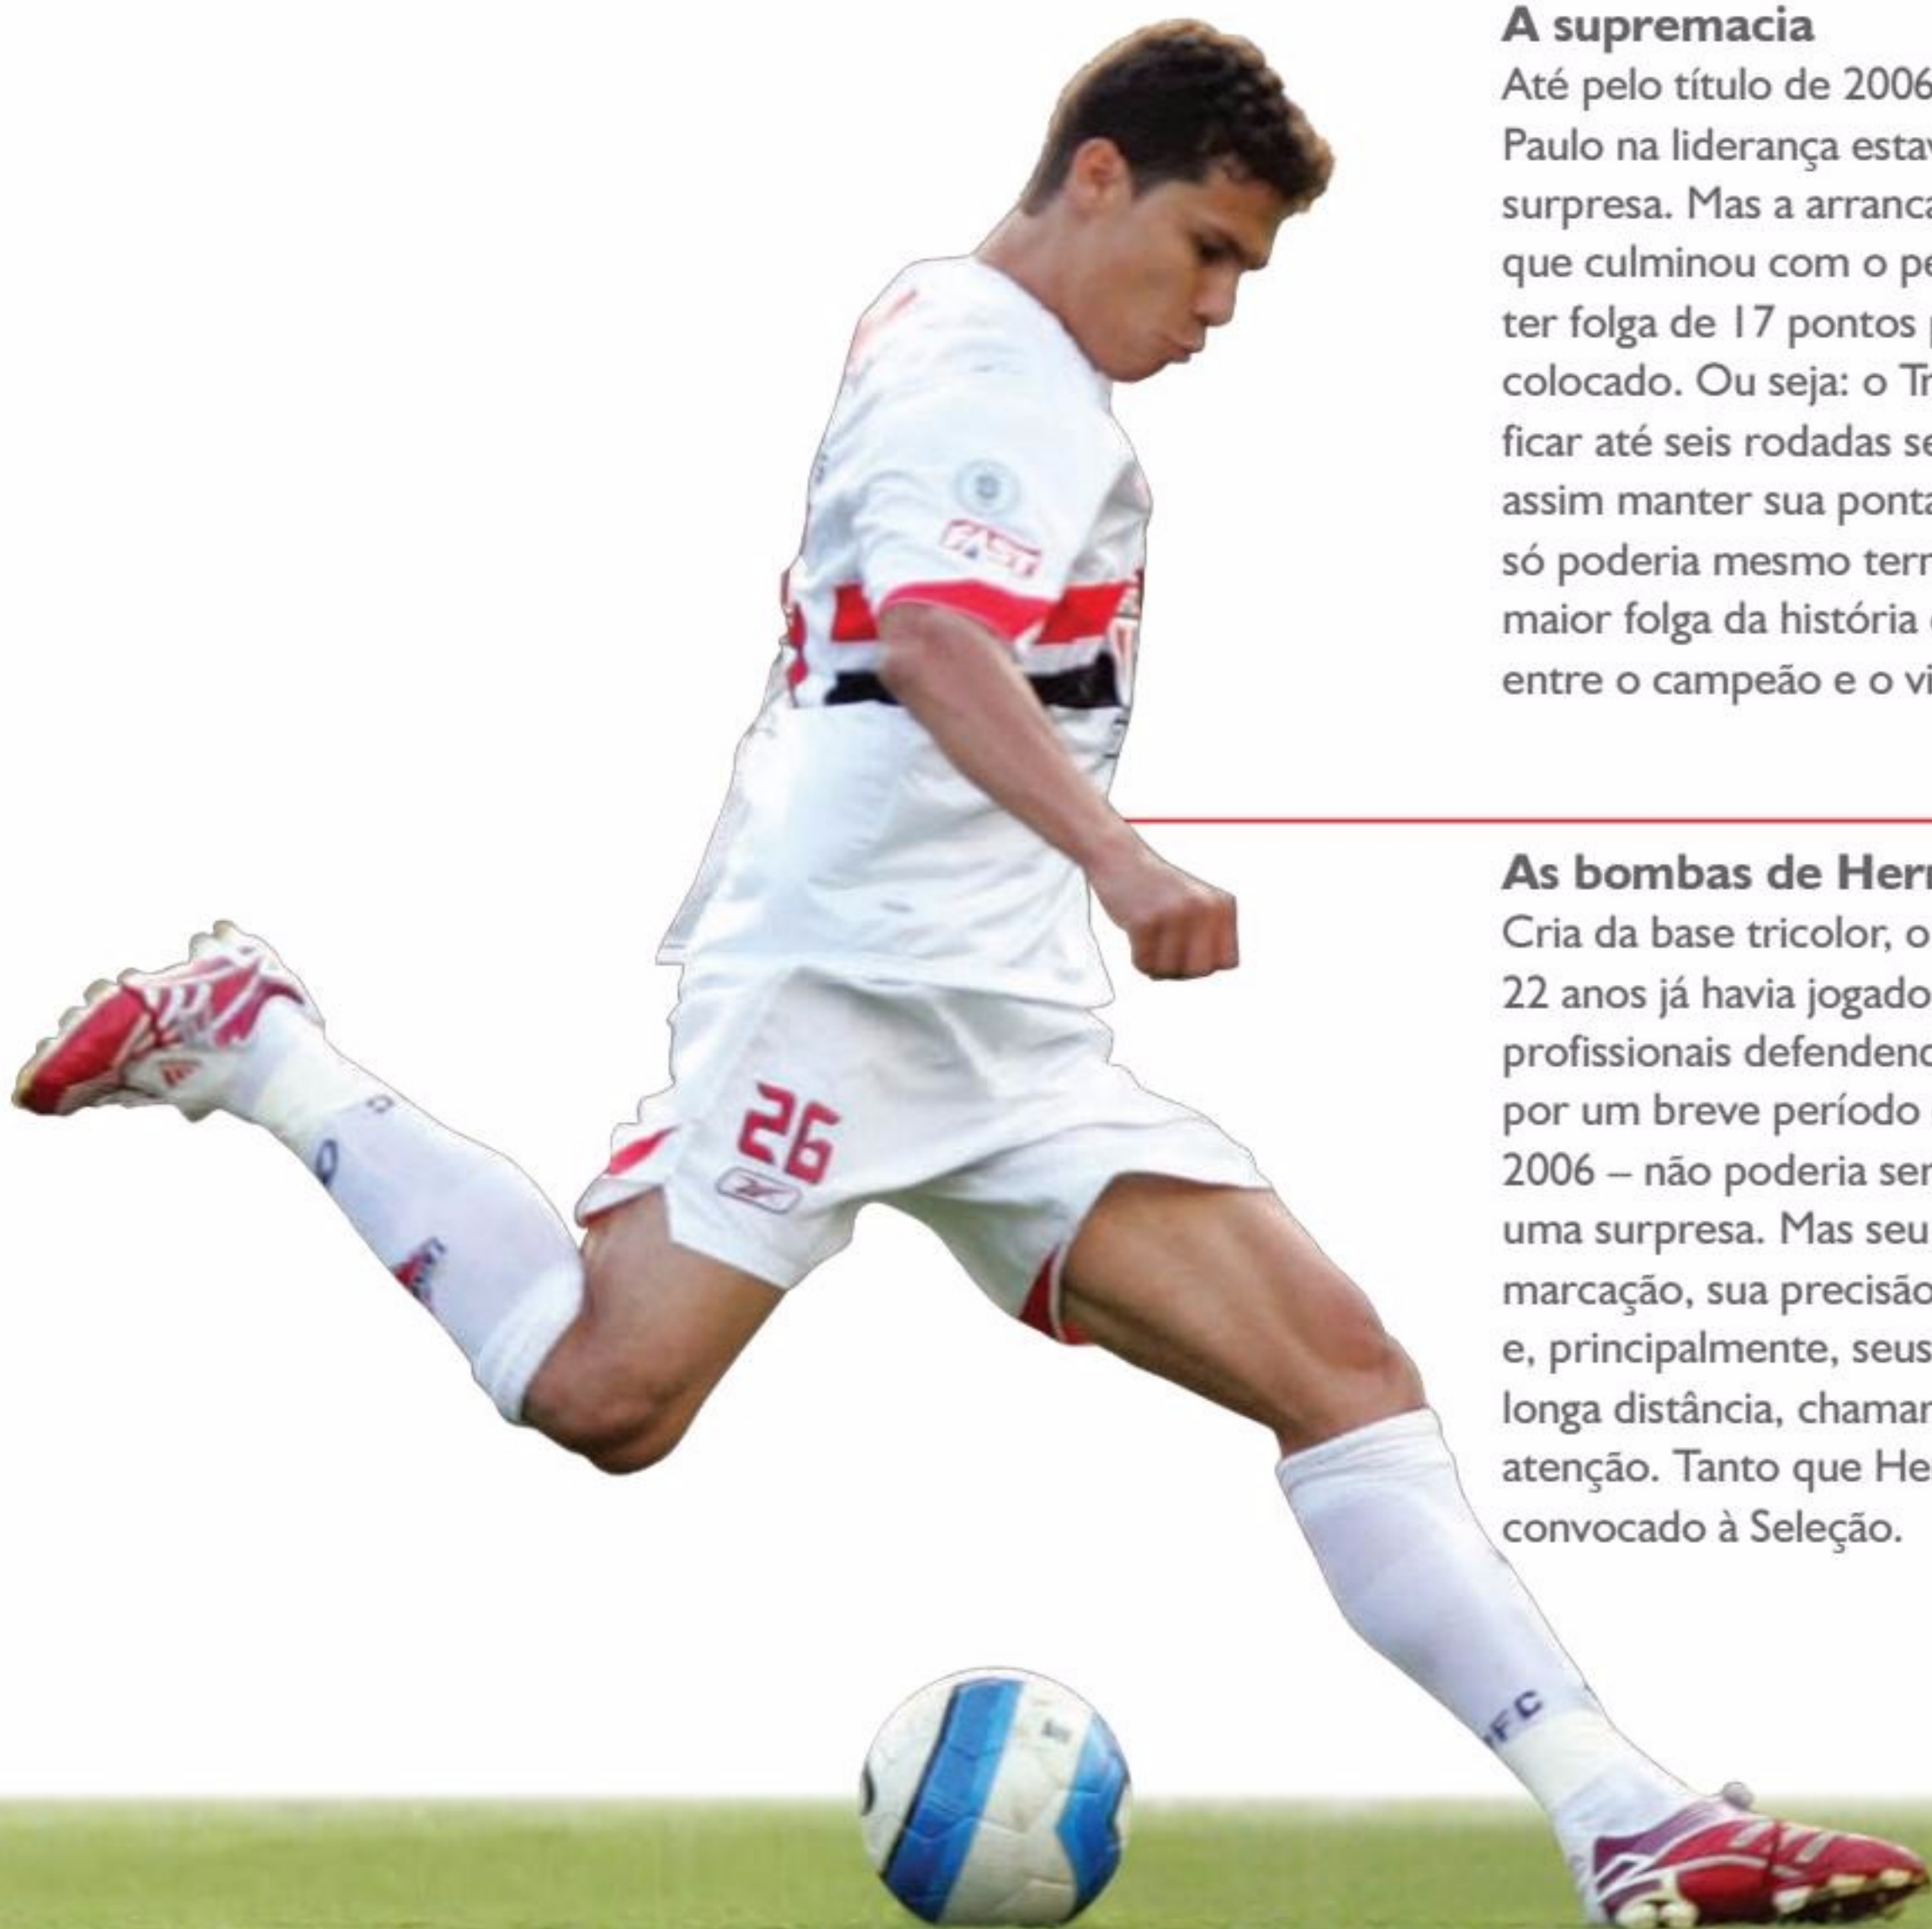 A supremacia
Até pelo título de 2006
Paulo na liderança estav
surpresa. Mas a arranca
que culminou com o pe
ter folga de 17 pontos p
colocado. Ou seja: o Tr
ficar até seis rodadas se
assim manter sua ponta
só poderia mesmo term
maior folga da história
entre o campeão e o vi
As bombas de Hern
Cria da base tricolor, o
22 anos já havia jogado
profissionais defendend
por um breve período
2006 – não poderia ser
uma surpresa. Mas seu
marcação, sua precisão
e, principalmente, seus
longa distância, chamar
atenção. Tanto que He
convocado à Seleção.
26
FC